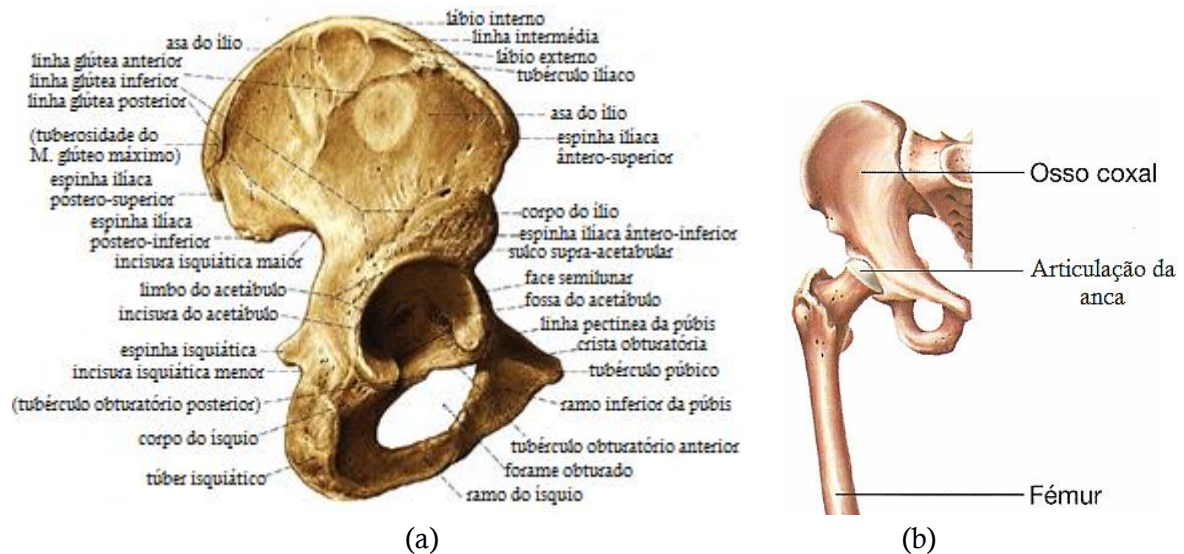 lábio interno
linha intermédia
lábio externo
tubérculo ilíaco
asa do ílio
espinha ilíaca
ântero-superior
corpo do ílio
espinha ilíaca ântero-inferior
sulco supra-acetabular
face semilunar
fossa do acetábulo
linha pectinea da púbis
crista obturatória
tubérculo púbico
ramo inferior da púbis
tubérculo obturatório anterior
forame obturado
ramo do ísquio
asa do ílio
linha glútea anterior
linha glútea inferior
linha glútea posterior
(tuberosidade do
M. glúteo máximo)
espinha ilíaca
póstero-superior
espinha ilíaca
póstero-inferior
incisura isquiática maior
limbo do acetábulo
incisura do acetábulo
espinha isquiática
incisura isquiática menor
(tubérculo obturatório posterior)
corpo do ísquio
túber isquiático
(a)
Osso coxal
Articulação da
anca
Fémur
(b)